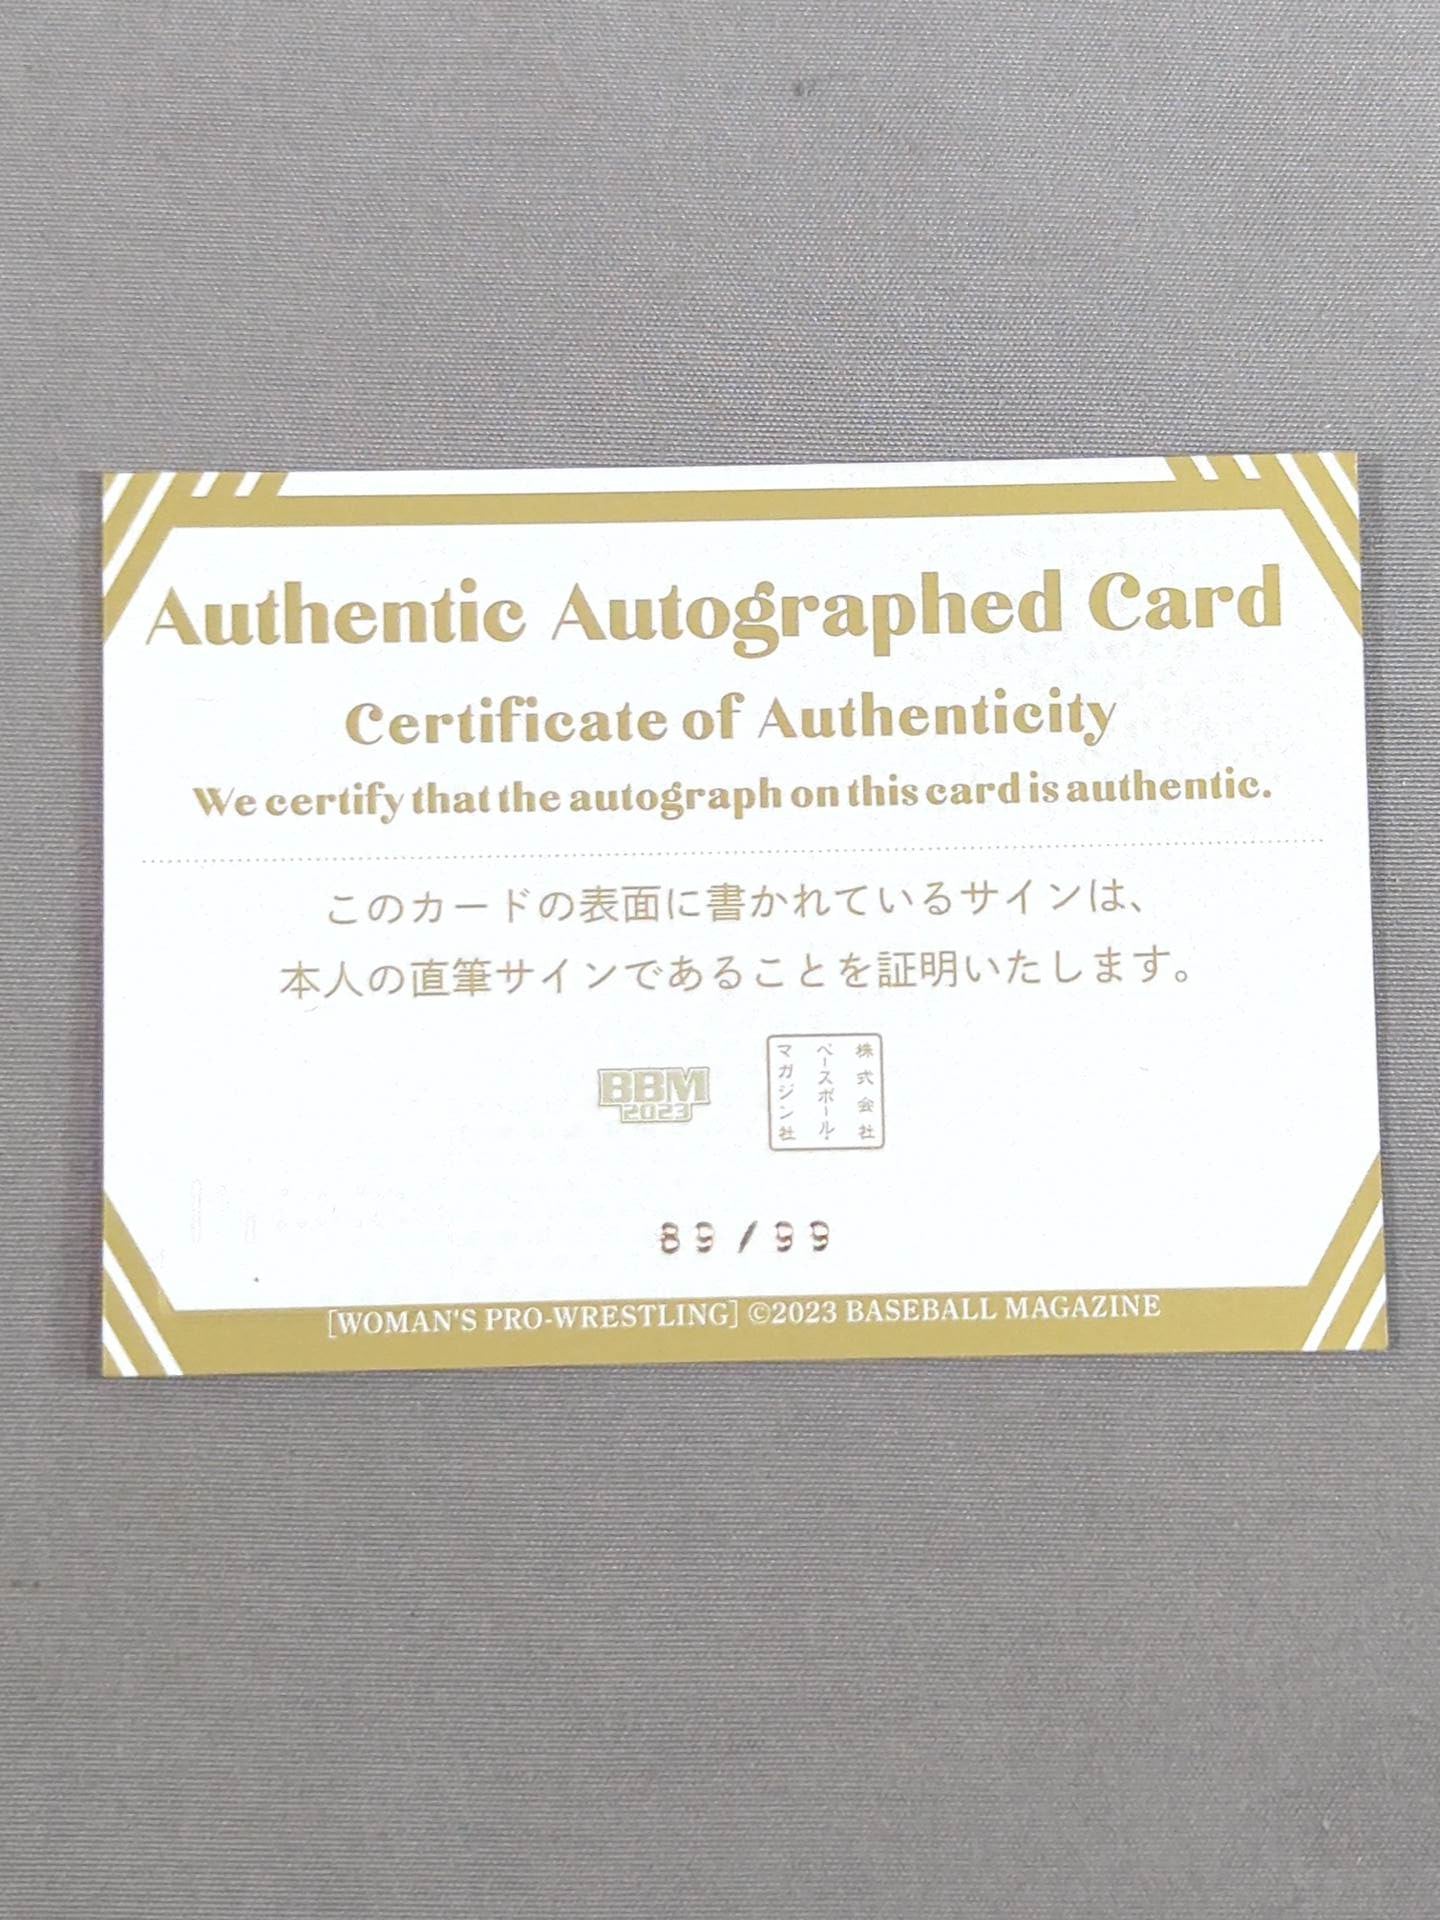 Authentic Autographed Card
Certificate of Authenticity
We certify that the autograph on this card is authentic.
このカードの表面に書かれているサインは、
本人の直筆サインであることを証明いたします。
BBM
2023
株式会社
ベースボール・
マガジン社
89/99
[WOMAN'S PRO-WRESTLING] ©2023 BASEBALL MAGAZINE